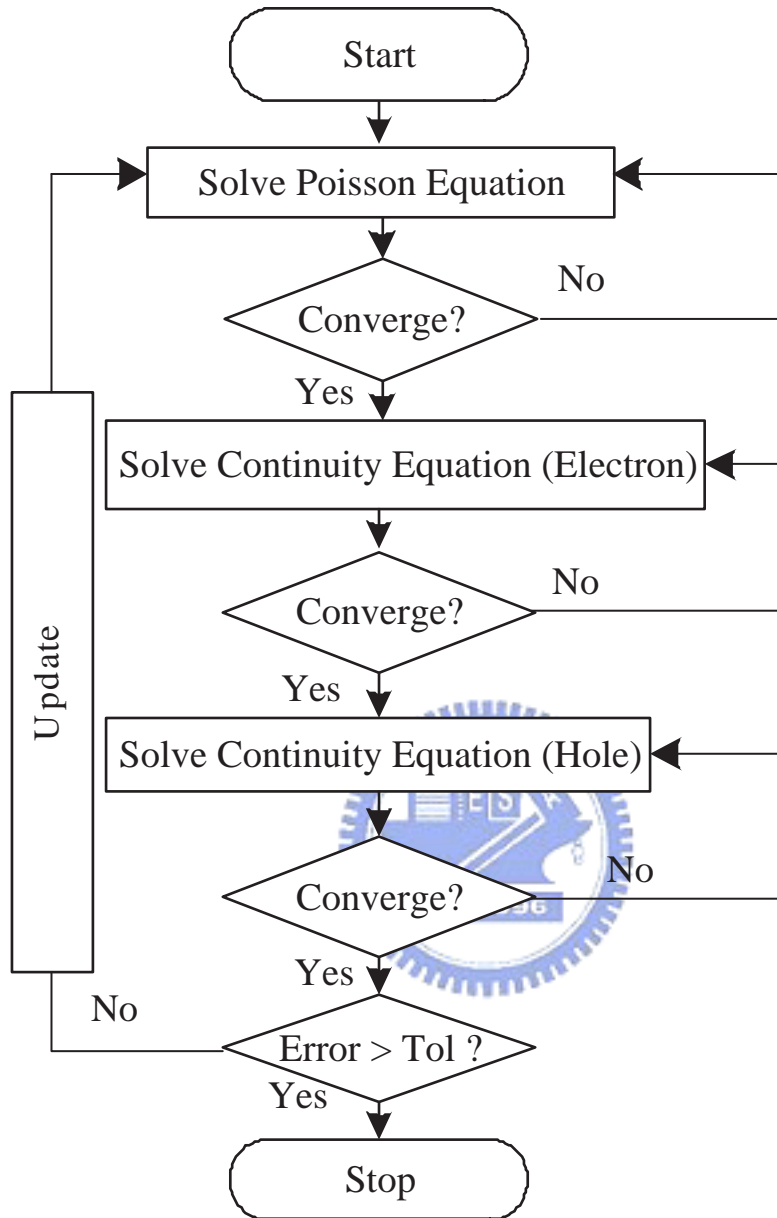 Start
Solve Poisson Equation
No
Converge?
Yes
Solve Continuity Equation (Electron)
No
Converge?
Yes
Update
Solve Continuity Equation (Hole)
E S
No
Converge?
Yes
No
Error > Tol ?
Yes
Stop